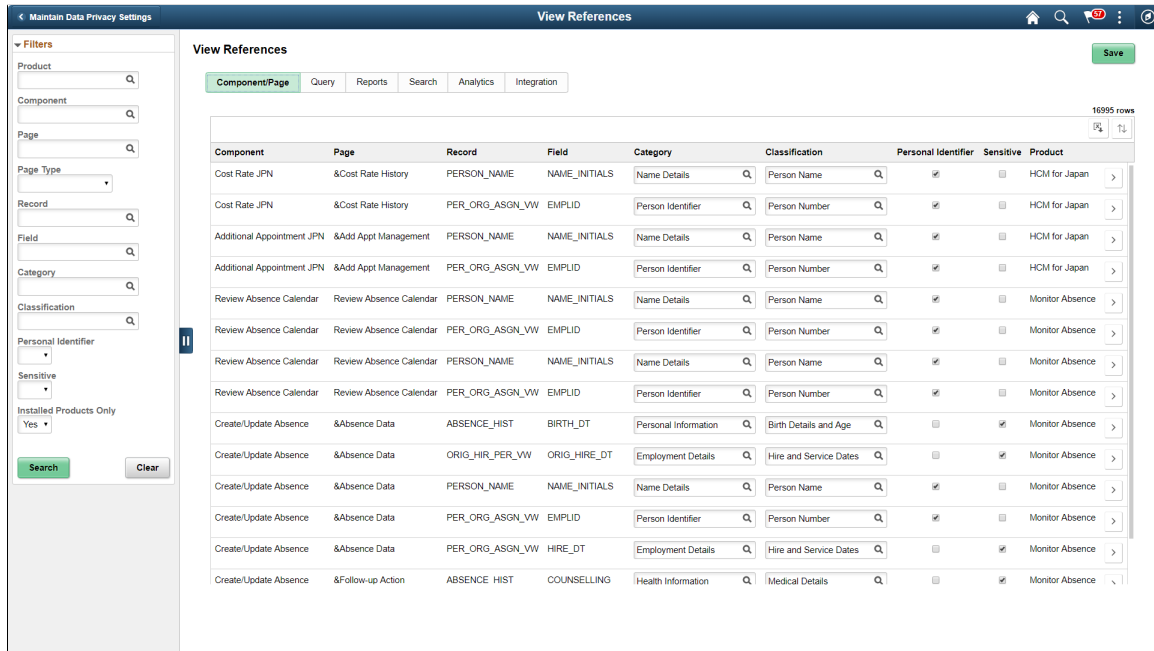 Maintain Data Privacy Settings
View References
57
Filters
Product
Component
Page
Page Type
Record
Field
Category
Classification
Personal Identifier
Sensitive
Installed Products Only
Yes
Search
Clear
View References
Save
Component/Page Query Reports Search Analytics Integration
16995 rows
Component Page Record Field Category Classification Personal Identifier Sensitive Product
Cost Rate JPN &Cost Rate History PERSON_NAME NAME_INITIALS Name Details Person Name HCM for Japan
Cost Rate JPN &Cost Rate History PER_ORG_ASGN_VW EMPLID Person Identifier Person Number HCM for Japan
Additional Appointment JPN &Add Appt Management PERSON_NAME NAME_INITIALS Name Details Person Name HCM for Japan
Additional Appointment JPN &Add Appt Management PER_ORG_ASGN_VW EMPLID Person Identifier Person Number HCM for Japan
Review Absence Calendar Review Absence Calendar PERSON_NAME NAME_INITIALS Name Details Person Name Monitor Absence
Review Absence Calendar Review Absence Calendar PER_ORG_ASGN_VW EMPLID Person Identifier Person Number Monitor Absence
Review Absence Calendar Review Absence Calendar PERSON_NAME NAME_INITIALS Name Details Person Name Monitor Absence
Review Absence Calendar Review Absence Calendar PER_ORG_ASGN_VW EMPLID Person Identifier Person Number Monitor Absence
Create/Update Absence &Absence Data ABSENCE_HIST BIRTH_DT Personal Information Birth Details and Age Monitor Absence
Create/Update Absence &Absence Data ORIG_HIR_PER_VW ORIG_HIRE_DT Employment Details Hire and Service Dates Monitor Absence
Create/Update Absence &Absence Data PERSON_NAME NAME_INITIALS Name Details Person Name Monitor Absence
Create/Update Absence &Absence Data PER_ORG_ASGN_VW EMPLID Person Identifier Person Number Monitor Absence
Create/Update Absence &Absence Data PER_ORG_ASGN_VW HIRE_DT Employment Details Hire and Service Dates Monitor Absence
Create/Update Absence &Follow-up Action ABSENCE_HIST COUNSELLING Health Information Medical Details Monitor Absence